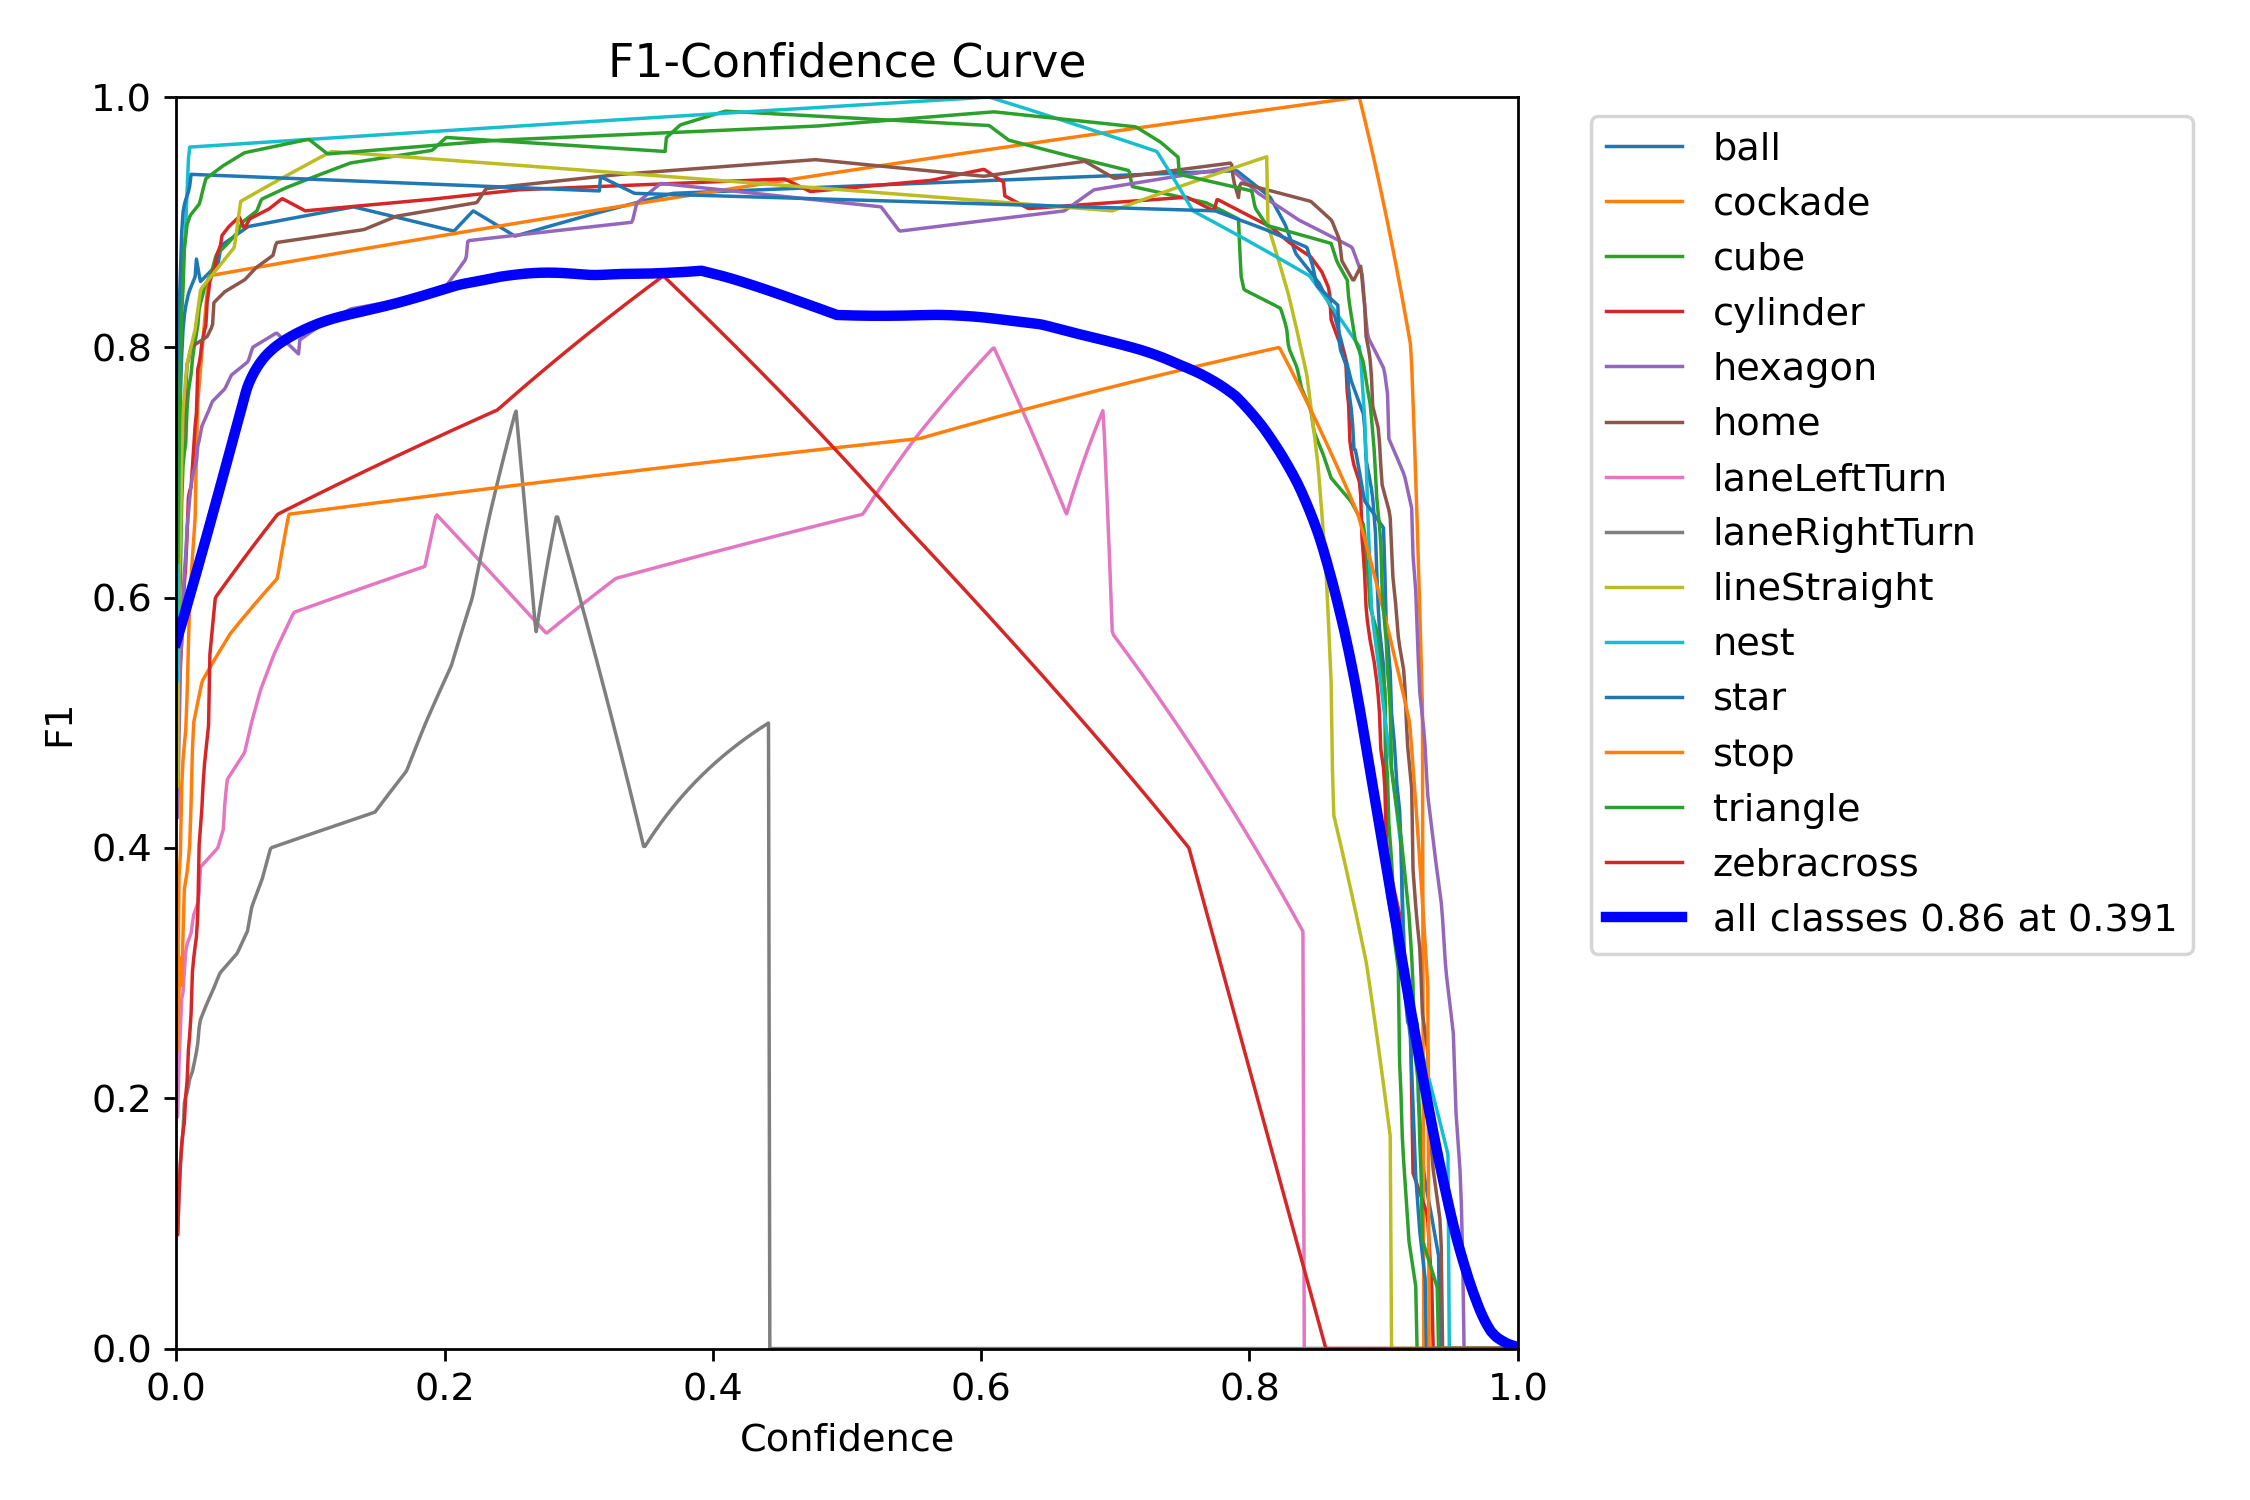 F1-Confidence Curve
1.0
0.8
0.6
0.4
0.2
0.0
F1
0.0 0.2 0.4 0.6 0.8 1.0
Confidence
ball
cockade
cube
cylinder
hexagon
home
laneLeftTurn
laneRightTurn
lineStraight
nest
star
stop
triangle
zebracross
all classes 0.86 at 0.391